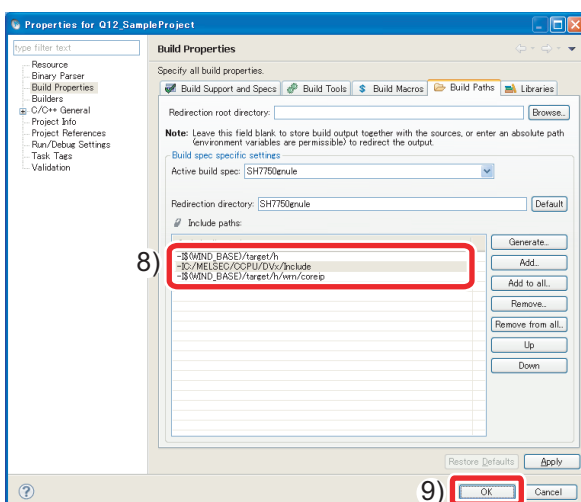 Properties for Q12_SampleProject
type filter text
Resource
Binary Parser
Build Properties
Builders
C/C++ General
Project Info
Project References
Run/Debug Settings
Task Tags
Validation
Build Properties
Specify all build properties.
Build Support and Specs Build Tools $ Build Macros Build Paths Libraries
Redirection root directory: Browse...
Note: Leave this field blank to store build output together with the sources, or enter an absolute path
(environment variables are permissible) to redirect the output.
Build spec specific settings
Active build spec: SH7750gnule
Redirection directory: SH7750gnule Default
Include paths:
8)
-I$(WIND_BASE)/target/h
-IC:/MELSEC/CCPU/DVx/Include
-I$(WIND_BASE)/target/h/wrn/coreip
Generate...
Add...
Add to all...
Remove...
Remove from all...
Up
Down
Restore Defaults Apply
? 9) OK Cancel